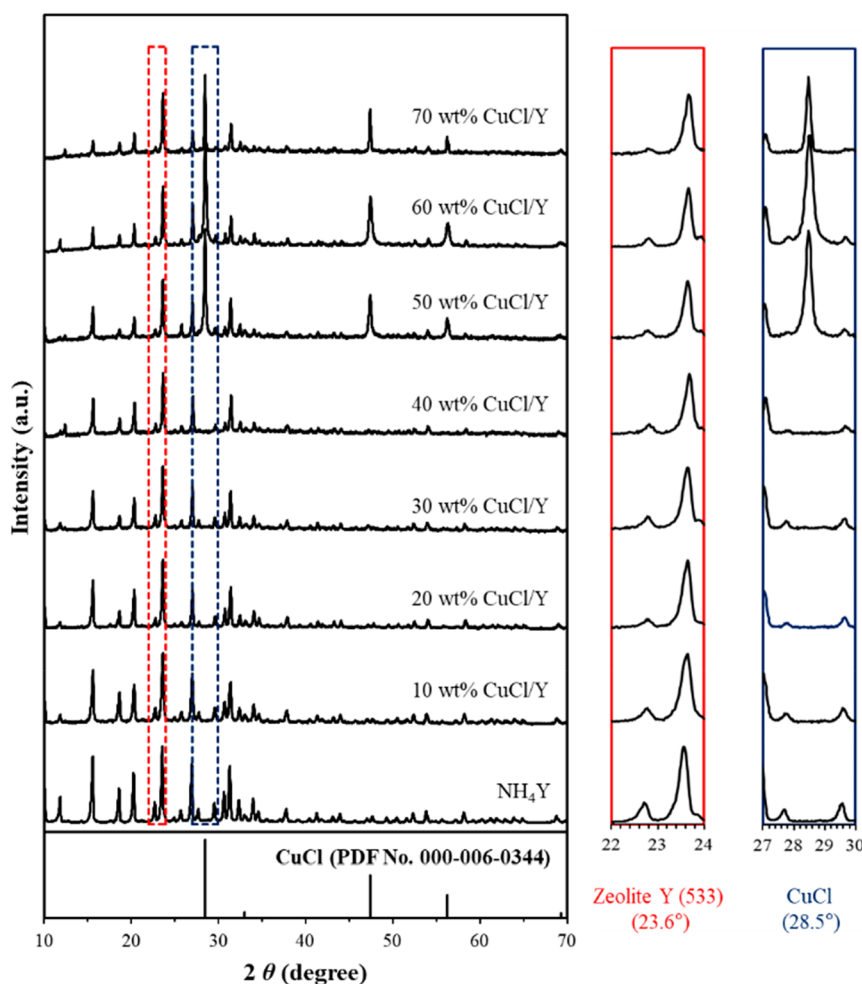 70 wt% CuCl/Y
60 wt% CuCl/Y
50 wt% CuCl/Y
40 wt% CuCl/Y
30 wt% CuCl/Y
20 wt% CuCl/Y
10 wt% CuCl/Y
NH₄Y
CuCl (PDF No. 000-006-0344)
Intensity (a.u.)
10 20 30 40 50 60 70
2 θ (degree)
22 23 24
Zeolite Y (533)
(23.6°)
27 28 29 30
CuCl
(28.5°)